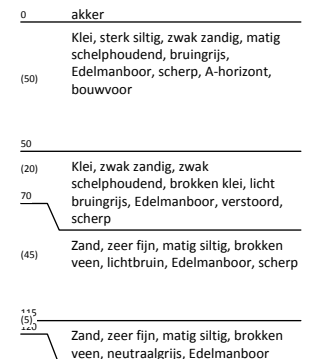 0 akker
Klei, sterk siltig, zwak zandig, matig
schelphoudend, bruingrijs,
Edelmanboor, scherp, A-horizont,
(50) bouwvoor
50
(20) Klei, zwak zandig, zwak
schelphoudend, brokken klei, licht
70 bruingrijs, Edelmanboor, verstoord,
scherp
Zand, zeer fijn, matig siltig, brokken
(45) veen, lichtbruin, Edelmanboor, scherp
115
(5)
120
Zand, zeer fijn, matig siltig, brokken
veen, neutraalgrijs, Edelmanboor